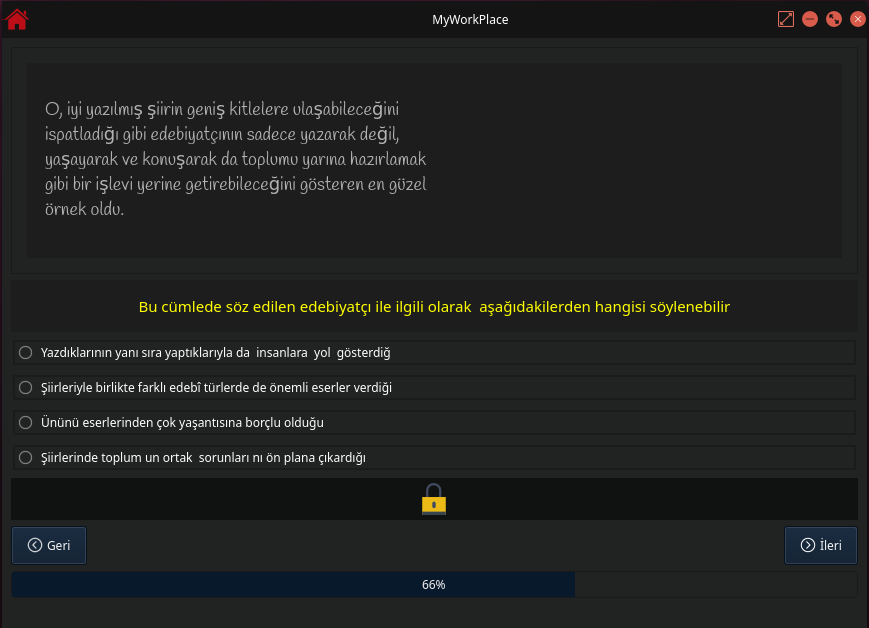 MyWorkPlace
O, iyi yazılmış şiirin geniş kitlelere ulaşabileceğini
ispatladığı gibi edebiyatçının sadece yazarak değil,
yaşayarak ve konuşarak da toplumu yarına hazırlamak
gibi bir işlevi yerine getirebileceğini gösteren en güzel
örnek oldu.
Bu cümlede söz edilen edebiyatçı ile ilgili olarak  aşağıdakilerden hangisi söylenebilir
Yazdıklarının yanı sıra yaptıklarıyla da  insanlara  yol  gösterdiğ
Şiirleriyle birlikte farklı edebî türlerde de önemli eserler verdiği
Ününü eserlerinden çok yaşantısına borçlu olduğu
Şiirlerinde toplum un ortak  sorunları nı ön plana çıkardığı
Geri
İleri
66%